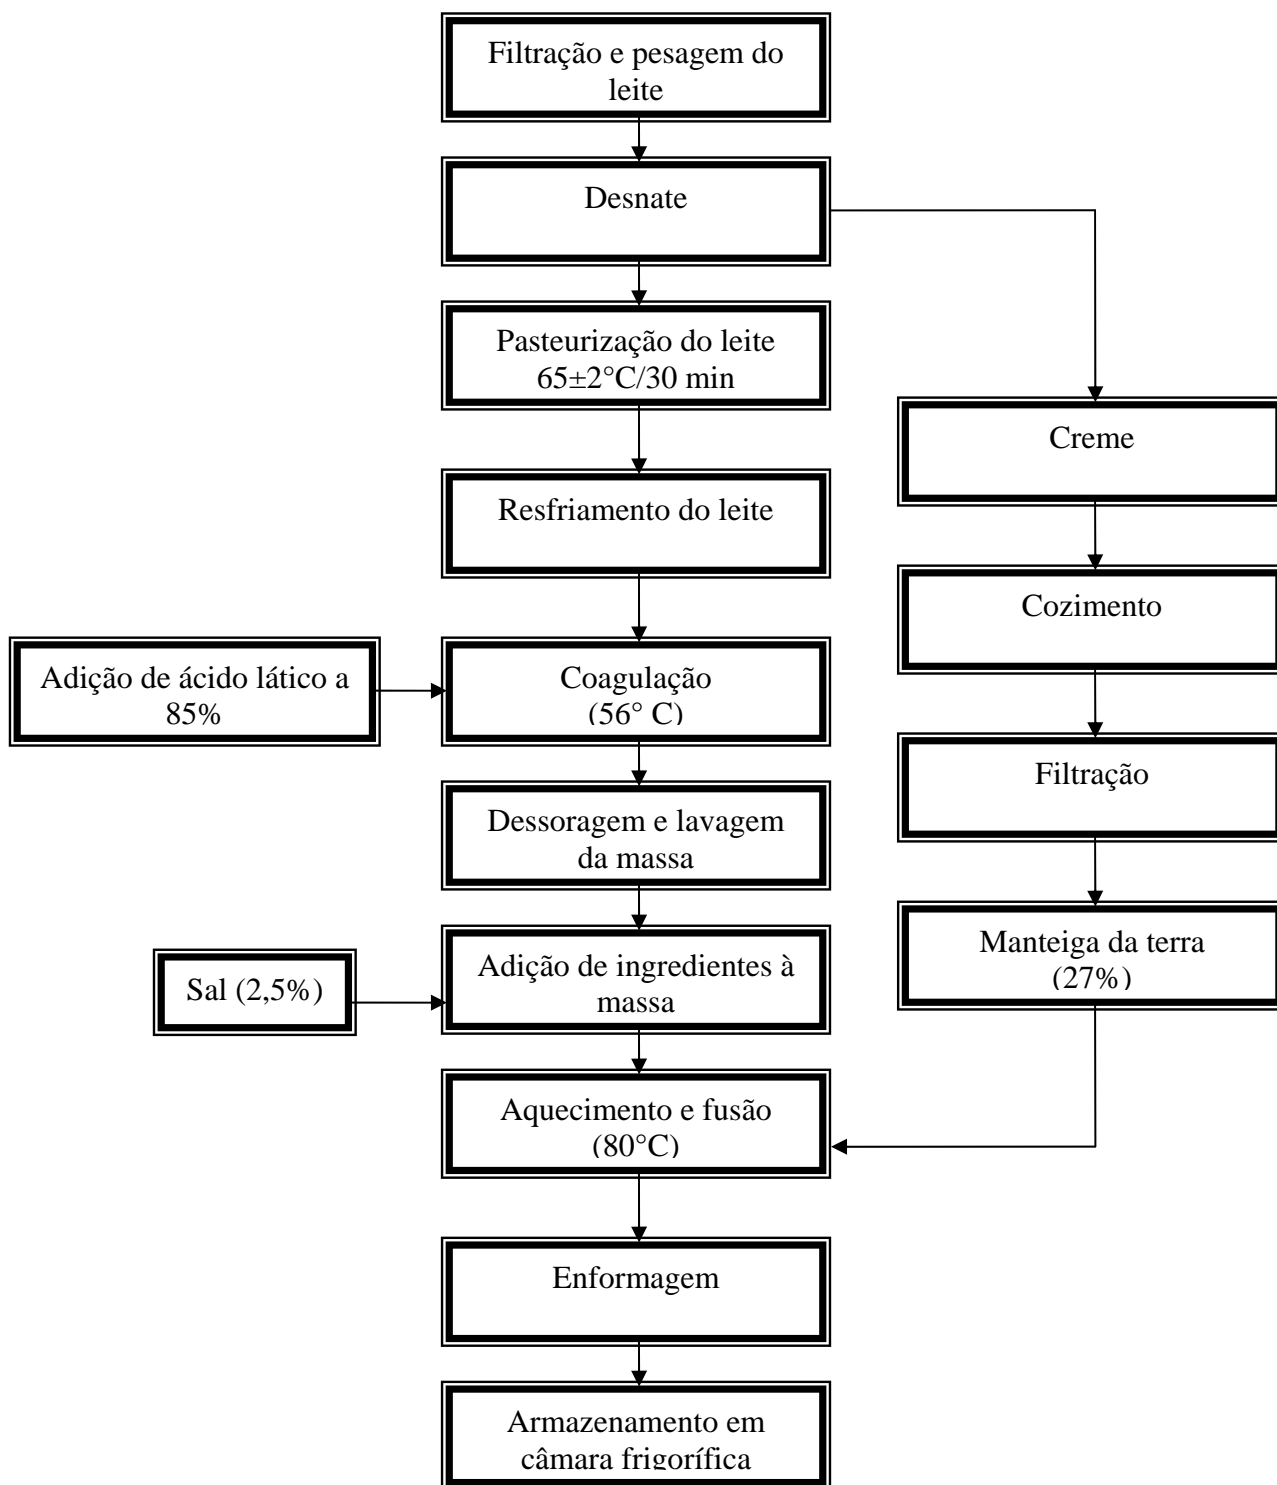 Filtração e pesagem do
leite
Desnate
Pasteurização do leite
65±2°C/30 min
Creme
Resfriamento do leite
Cozimento
Adição de ácido lático a
85%
Coagulação
(56° C)
Filtração
Dessoragem e lavagem
da massa
Manteiga da terra
(27%)
Sal (2,5%)
Adição de ingredientes à
massa
Aquecimento e fusão
(80°C)
Enformagem
Armazenamento em
câmara frigorífica